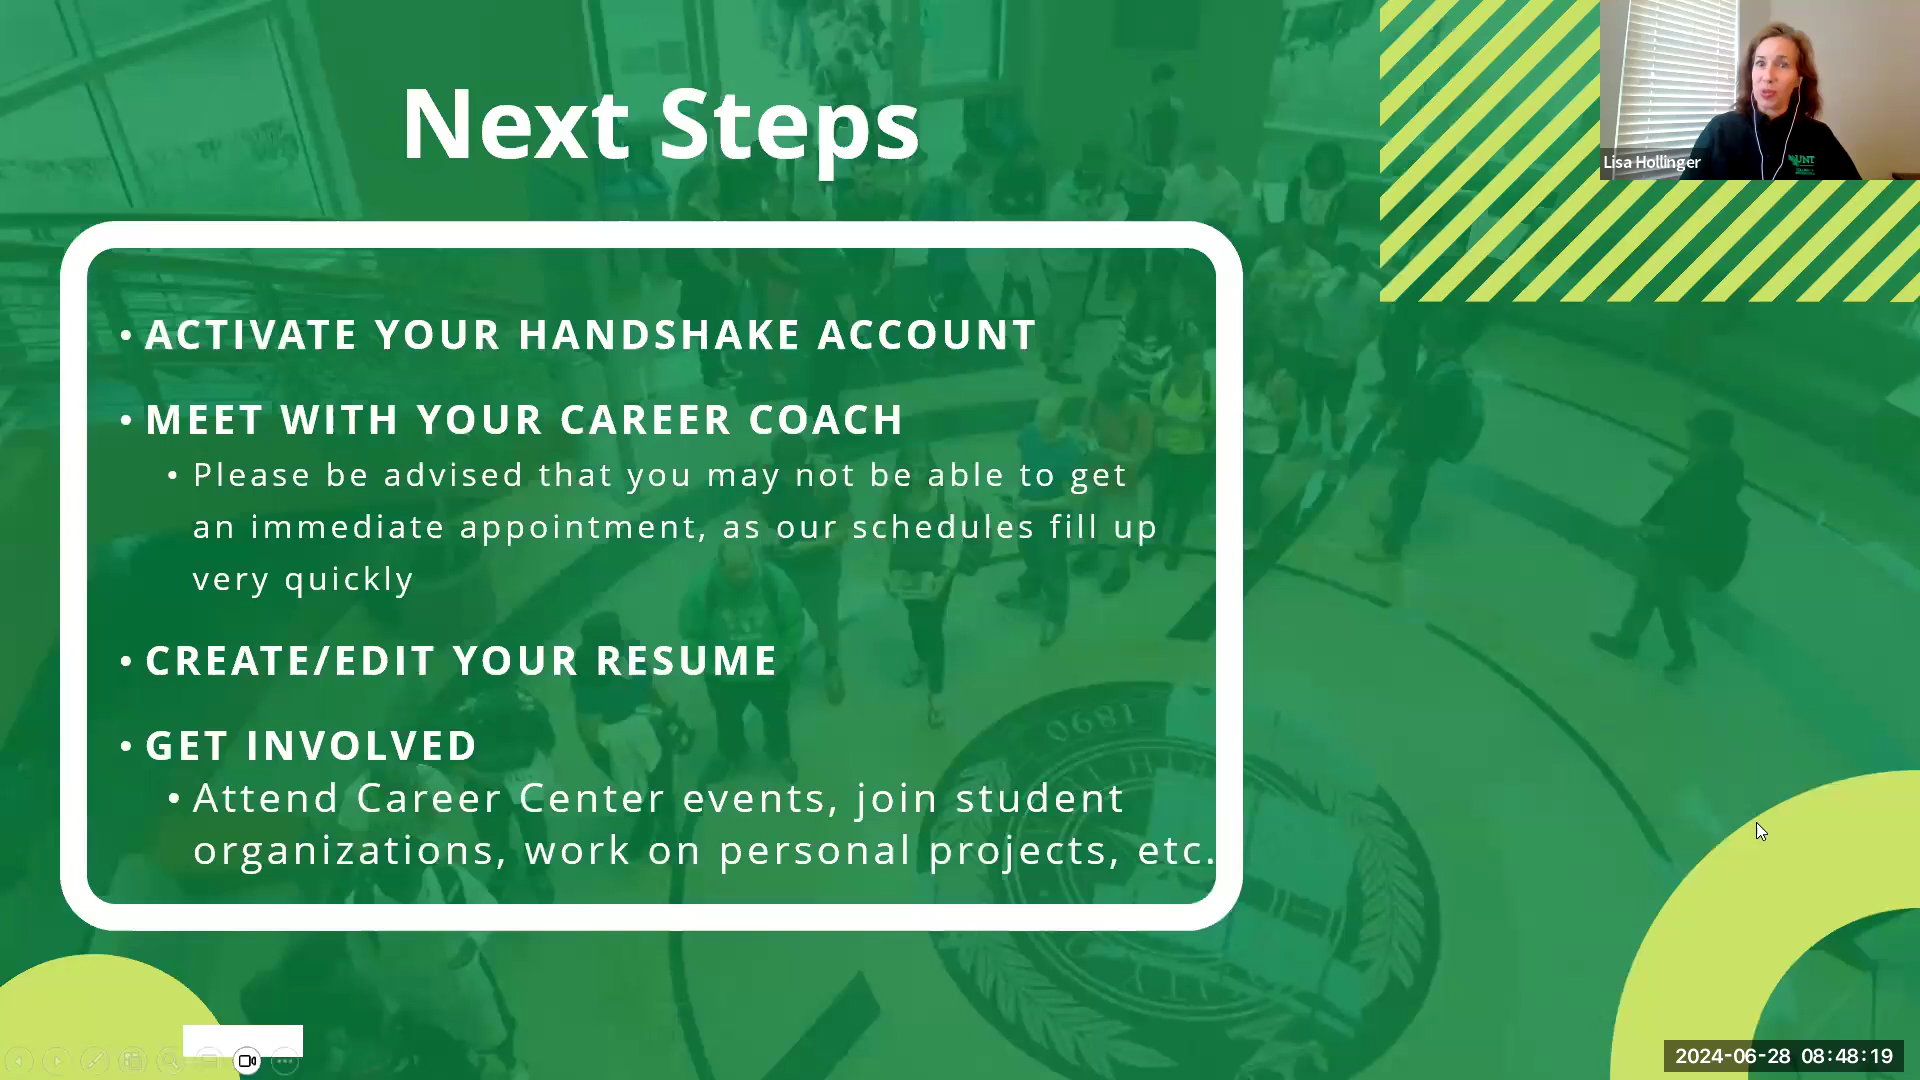 Next Steps
Lisa Hollinger
UNT
• ACTIVATE YOUR HANDSHAKE ACCOUNT
• MEET WITH YOUR CAREER COACH
• Please be advised that you may not be able to get
an immediate appointment, as our schedules fill up
very quickly
• CREATE/EDIT YOUR RESUME
• GET INVOLVED
• Attend Career Center events, join student
organizations, work on personal projects, etc.
1890
2024-06-28 08:48:19